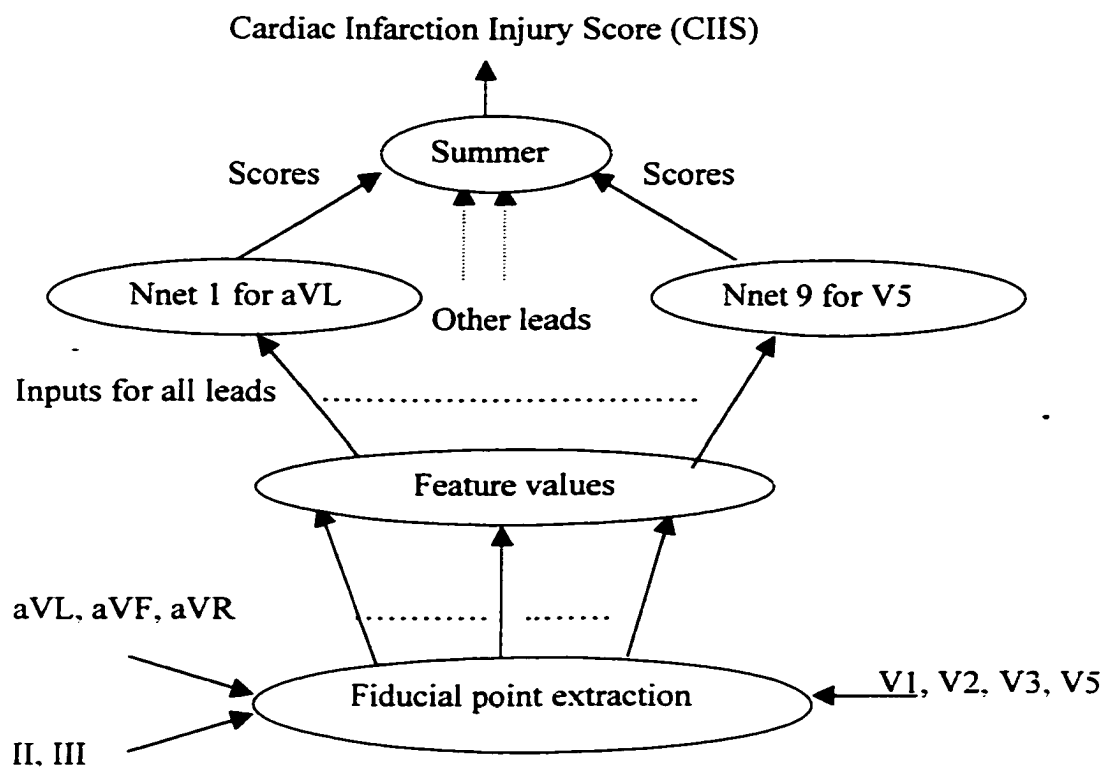 Cardiac Infarction Injury Score (CIIS)
Summer
Scores
Scores
Nnet 1 for aVL
Nnet 9 for V5
Other leads
Inputs for all leads
Feature values
aVL, aVF, aVR
Fiducial point extraction
V1, V2, V3, V5
II, III